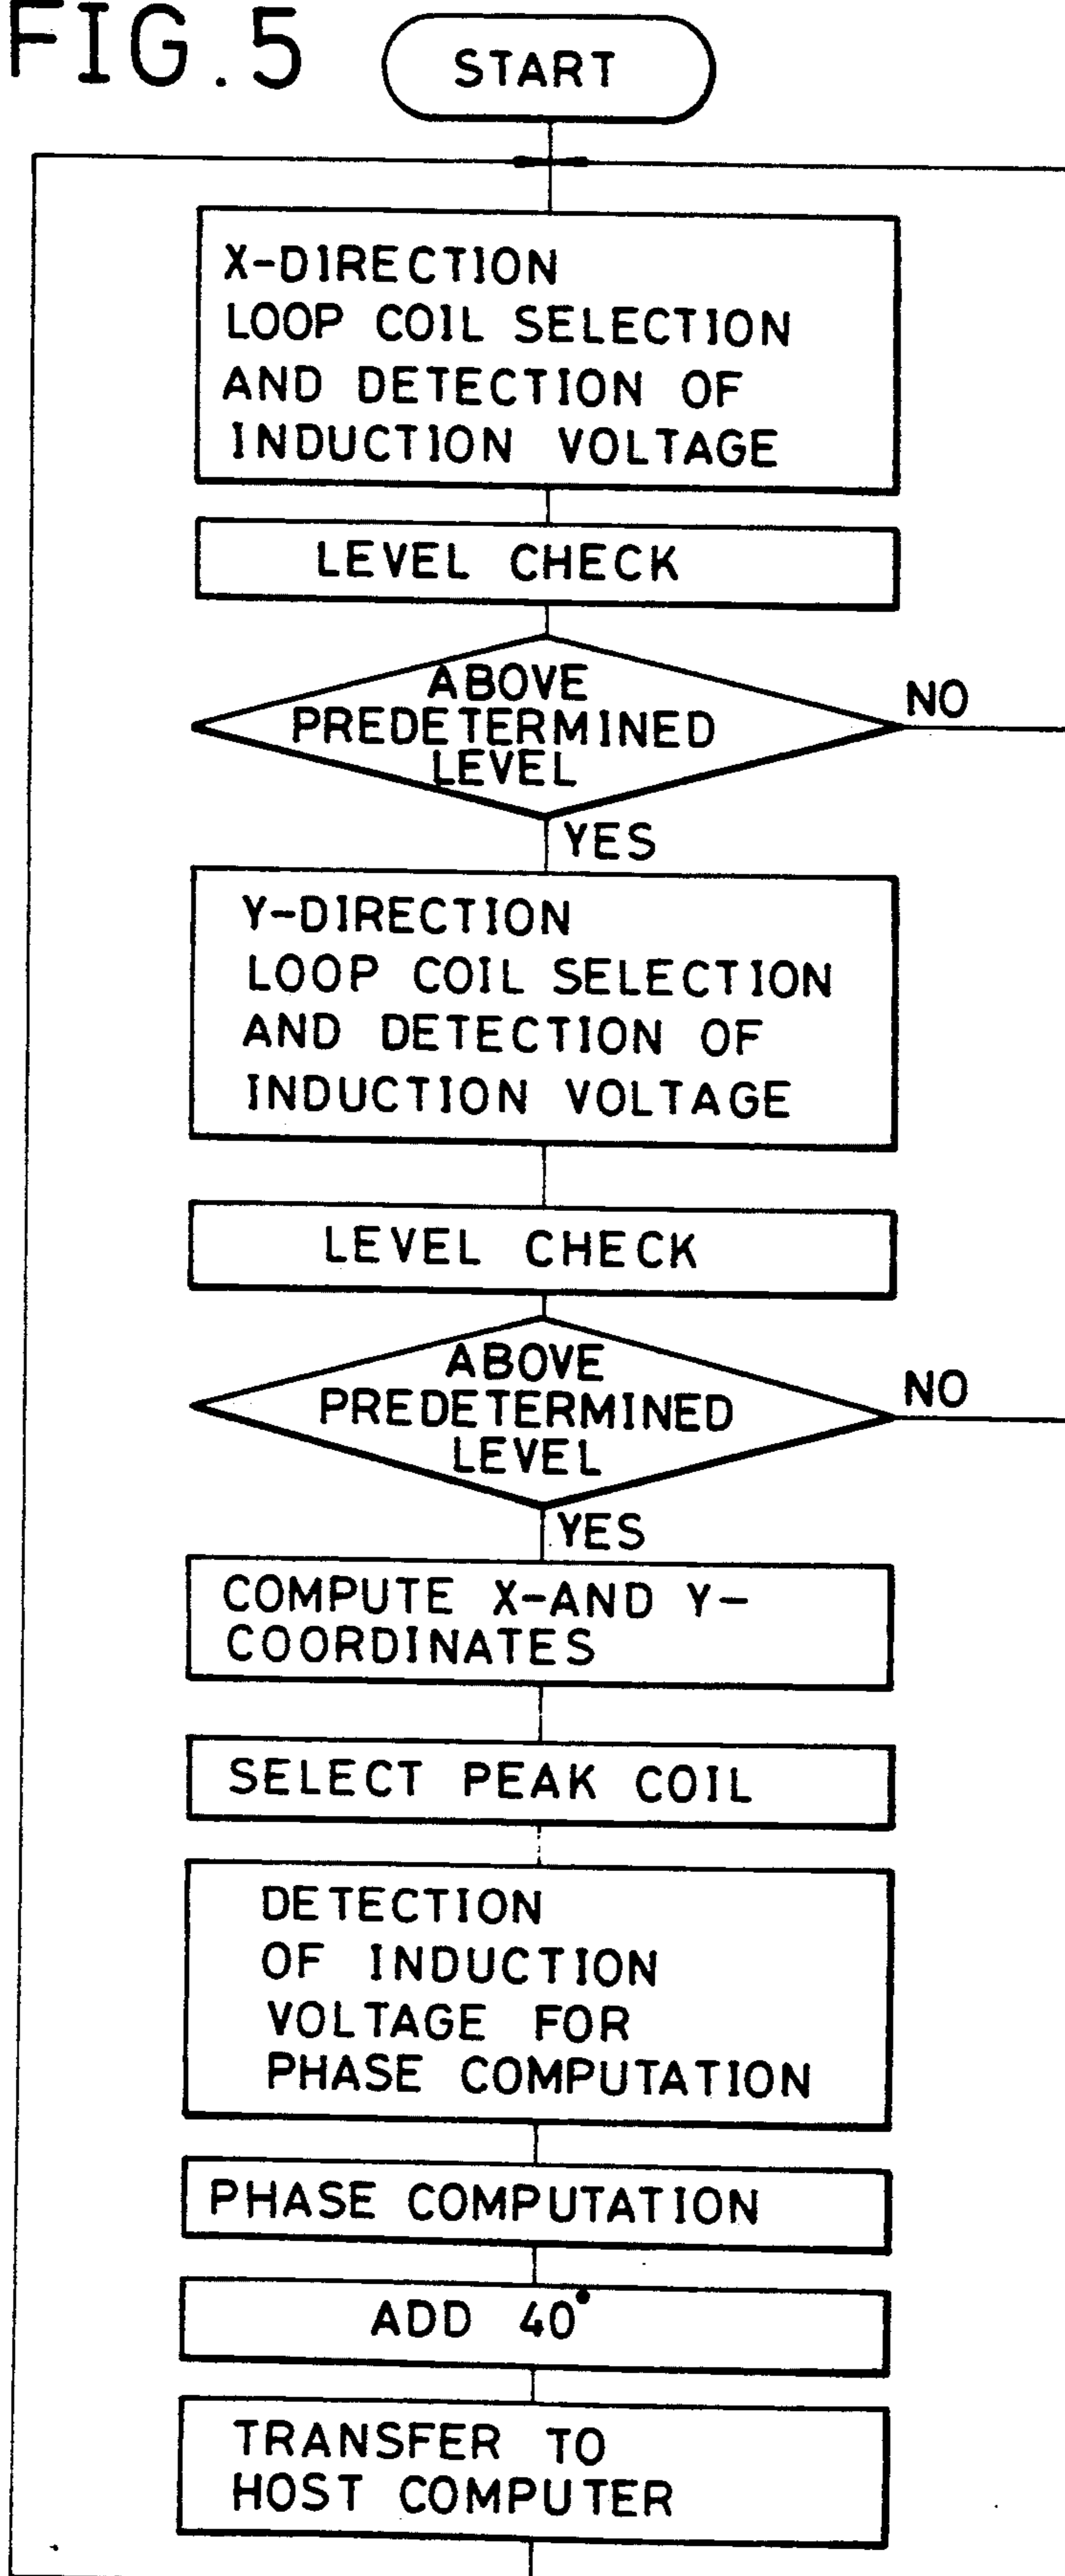 FIG.5
START
X-DIRECTION
LOOP COIL SELECTION
AND DETECTION OF
INDUCTION VOLTAGE
LEVEL CHECK
ABOVE
PREDETERMINED
LEVEL
NO
YES
Y-DIRECTION
LOOP COIL SELECTION
AND DETECTION OF
INDUCTION VOLTAGE
LEVEL CHECK
ABOVE
PREDETERMINED
LEVEL
NO
YES
COMPUTE X-AND Y-
COORDINATES
SELECT PEAK COIL
DETECTION
OF INDUCTION
VOLTAGE FOR
PHASE COMPUTATION
PHASE COMPUTATION
ADD 40°
TRANSFER TO
HOST COMPUTER